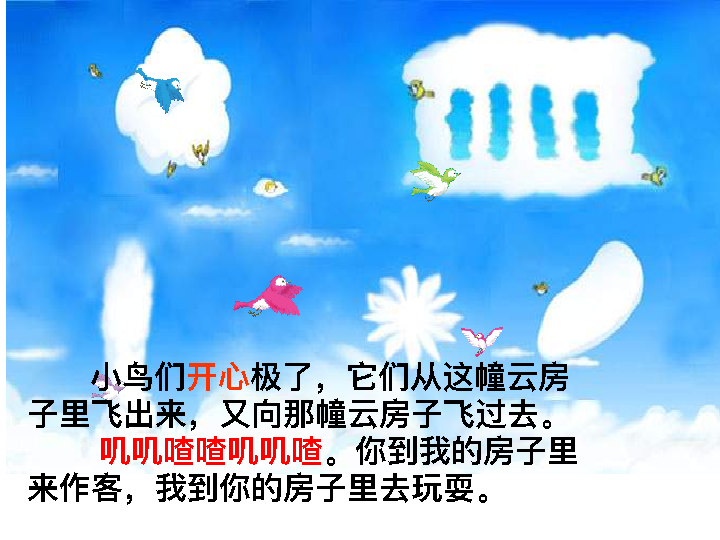 小鸟们开心极了，它们从这幢云房
子里飞出来，又向那幢云房子飞过去。
叽叽喳喳叽叽喳。你到我的房子里
来作客，我到你的房子里去玩耍。